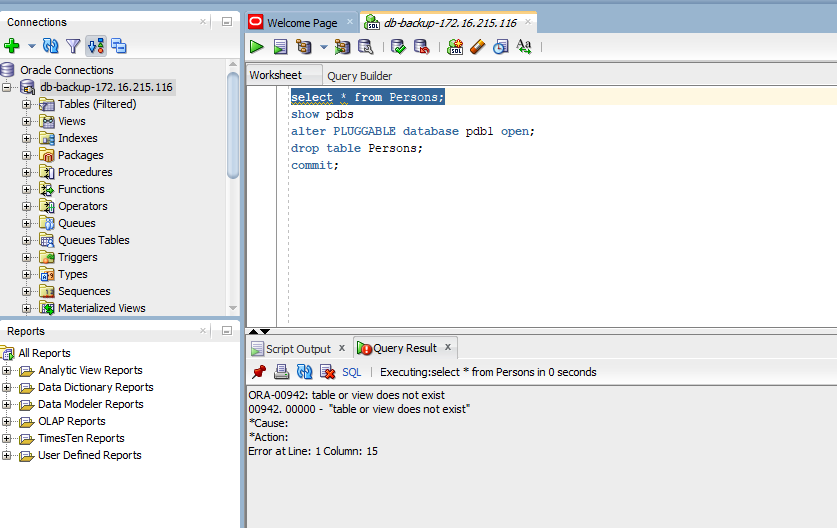 Connections
Oracle Connections
db-backup-172.16.215.116
Tables (Filtered)
Views
Indexes
Packages
Procedures
Functions
Operators
Queues
Queues Tables
Triggers
Types
Sequences
Materialized Views
Reports
All Reports
Analytic View Reports
Data Dictionary Reports
Data Modeler Reports
OLAP Reports
TimesTen Reports
User Defined Reports
Welcome Page
db-backup-172.16.215.116
Worksheet Query Builder
select * from Persons;
show pdbs
alter PLUGGABLE database pdb1 open;
drop table Persons;
commit;
Script Output x Query Result x
SQL | Executing:select * from Persons in 0 seconds
ORA-00942: table or view does not exist
00942. 00000 - "table or view does not exist"
*Cause:
*Action:
Error at Line: 1 Column: 15